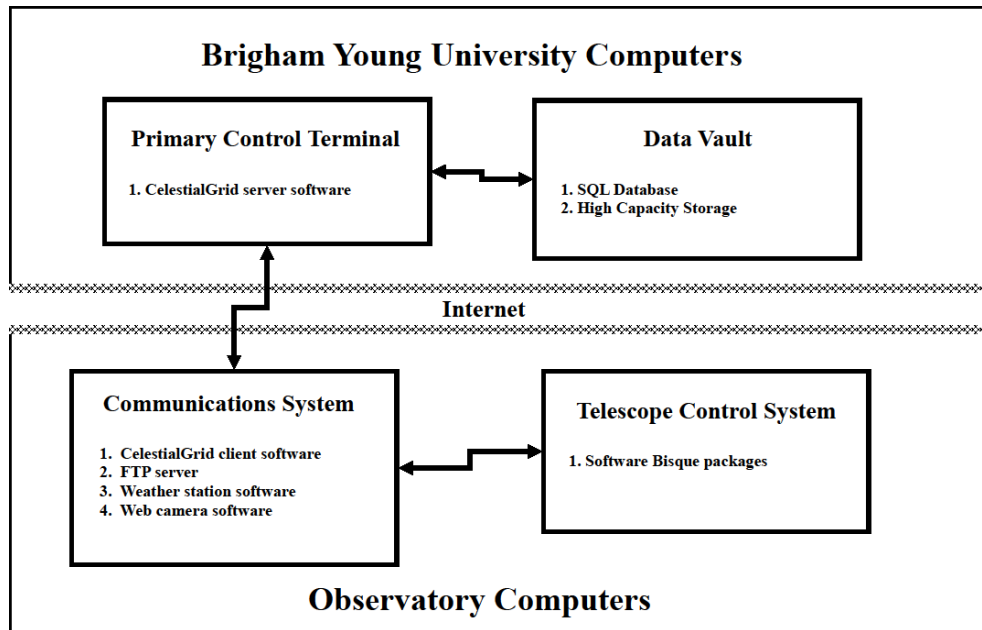 Brigham Young University Computers
Primary Control Terminal
1. CelestialGrid server software
Data Vault
1. SQL Database
2. High Capacity Storage
Internet
Communications System
1. CelestialGrid client software
2. FTP server
3. Weather station software
4. Web camera software
Telescope Control System
1. Software Bisque packages
Observatory Computers